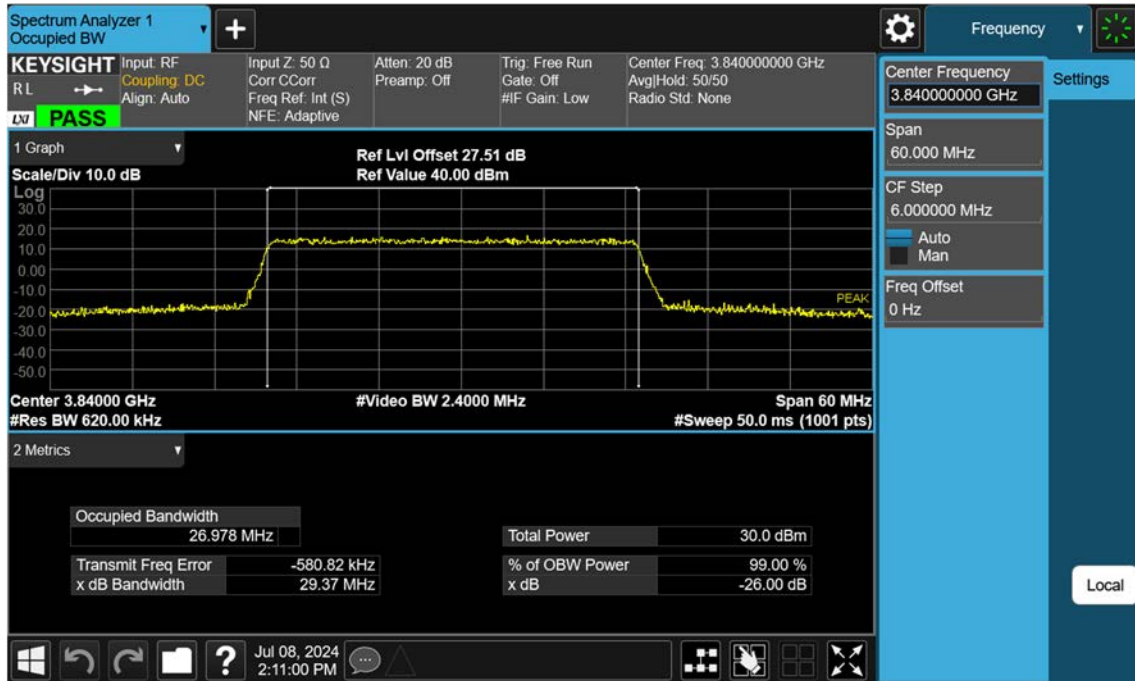 Spectrum Analyzer 1
Occupied BW
+
Frequency
KEYSIGHT
R L
LXI
PASS
Input: RF
Coupling: DC
Align: Auto
Input Z: 50 Ω
Corr CCorr
Freq Ref: Int (S)
NFE: Adaptive
Atten: 20 dB
Preamp: Off
Trig: Free Run
Gate: Off
#IF Gain: Low
Center Freq: 3.840000000 GHz
Avg|Hold: 50/50
Radio Std: None
Center Frequency
3.840000000 GHz
Settings
Span
60.000 MHz
CF Step
6.000000 MHz
Auto
Man
Freq Offset
0 Hz
Local
1 Graph
Scale/Div 10.0 dB
Ref Lvl Offset 27.51 dB
Ref Value 40.00 dBm
Log
30.0
20.0
10.0
0.00
-10.0
-20.0
-30.0
-40.0
-50.0
PEAK
Center 3.84000 GHz
#Video BW 2.4000 MHz
Span 60 MHz
#Res BW 620.00 kHz
#Sweep 50.0 ms (1001 pts)
2 Metrics
Occupied Bandwidth
26.978 MHz
Total Power 30.0 dBm
Transmit Freq Error -580.82 kHz
% of OBW Power 99.00 %
x dB Bandwidth 29.37 MHz
x dB -26.00 dB
?
Jul 08, 2024
2:11:00 PM